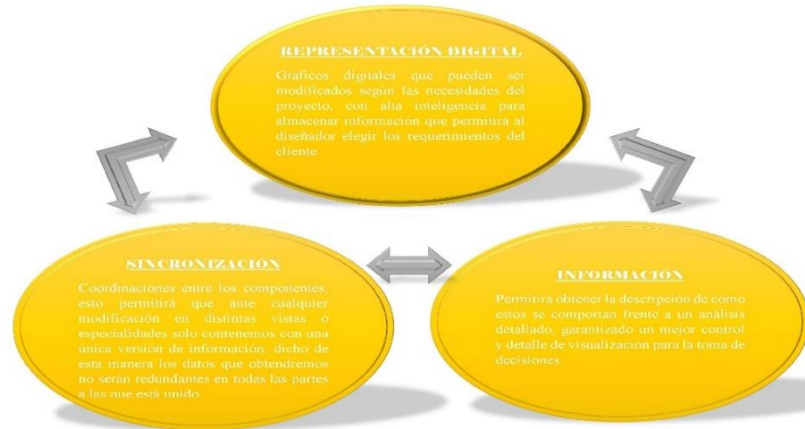 REPRESENTACIÓN DIGITAL
Gráficos digitales que pueden ser
modificados según las necesidades del
proyecto, con alta inteligencia para
almacenar información que permitirá al
diseñador elegir los requerimientos del
cliente
SINCRONIZACIÓN
Coordinaciones entre los componentes,
esto permitirá que ante cualquier
modificación en distintas vistas o
especialidades solo contenemos con una
única versión de información, dicho de
esta manera los datos que obtendremos
no serán redundantes en todas las partes
a las que está unido
INFORMACIÓN
Permitirá obtener la descripción de como
estos se comportan frente a un análisis
detallado, garantizado un mejor control
y detalle de visualización para la toma de
decisiones